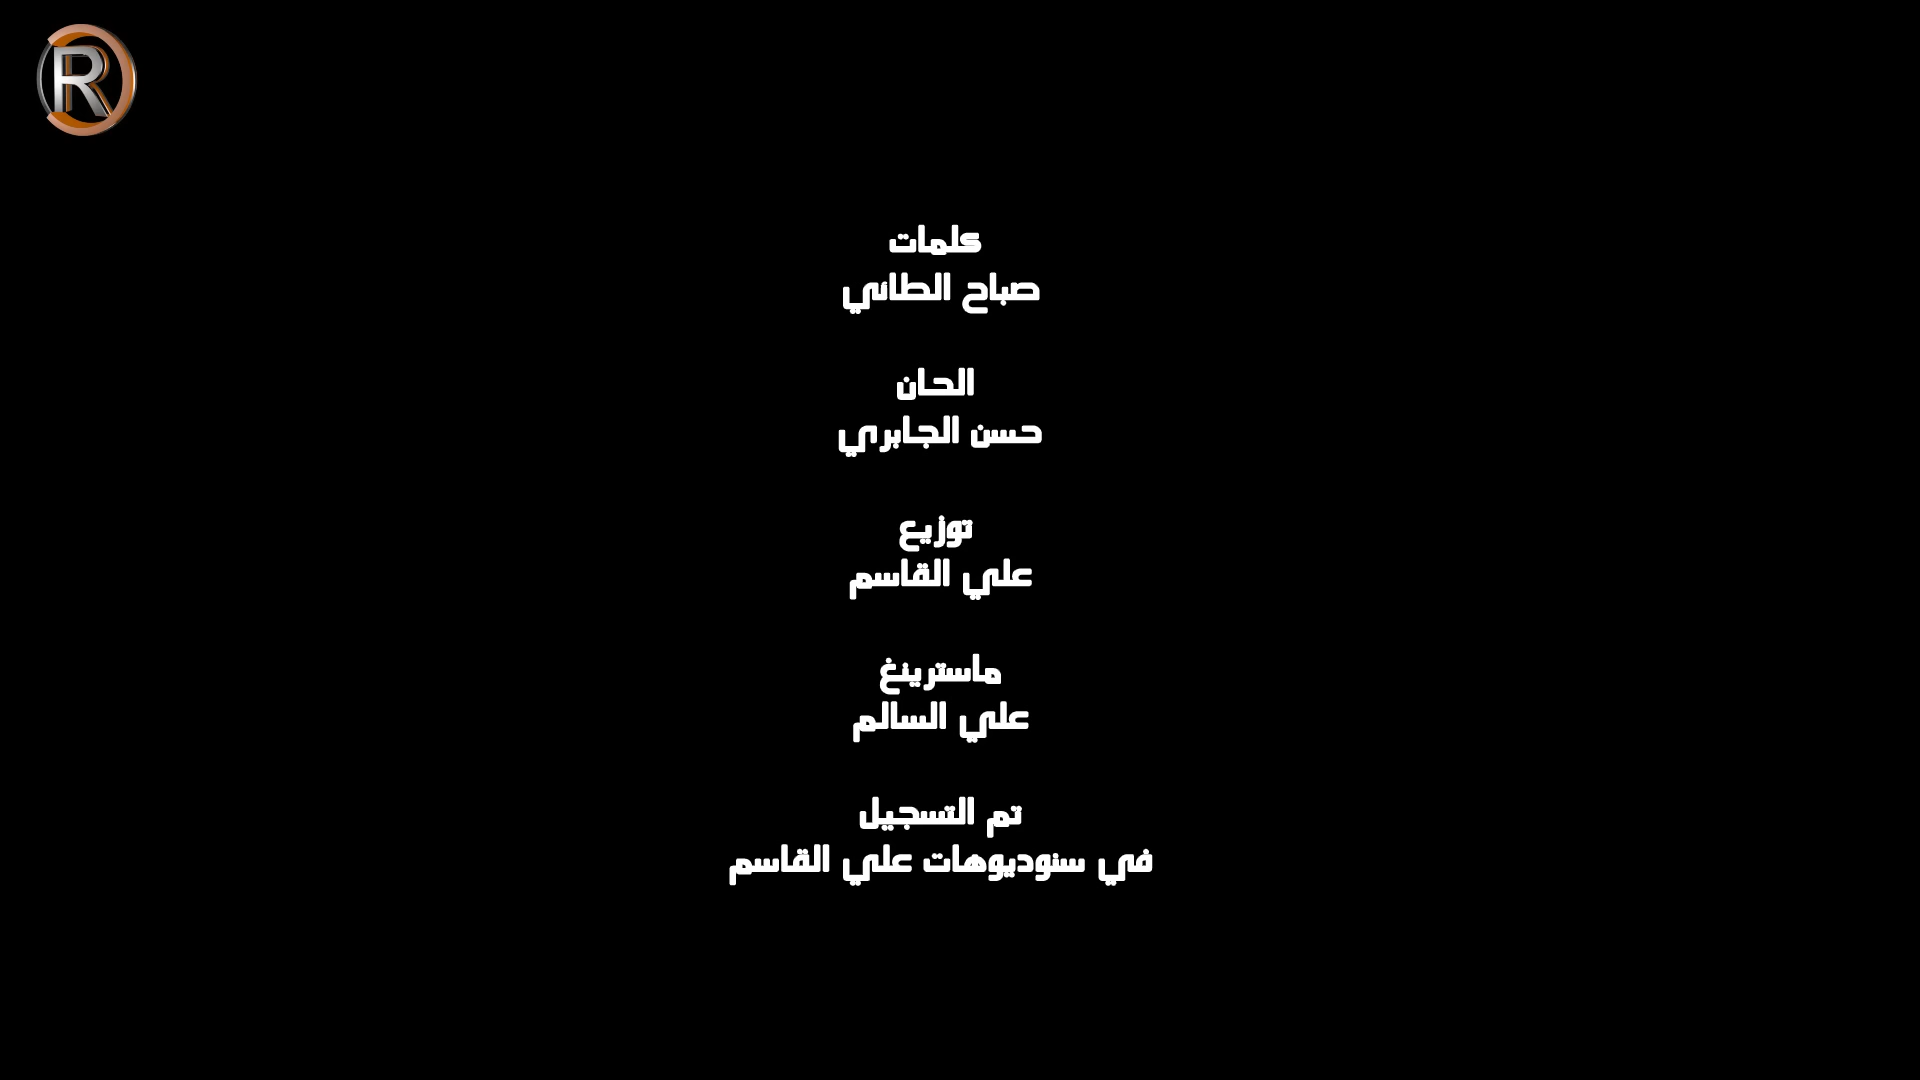 R
كلمات
صباح الطائي
الحان
حسن الجابري
توزيع
علي القاسم
ماسترينغ
علي السالم
تم التسجيل
في ستوديوهات علي القاسم